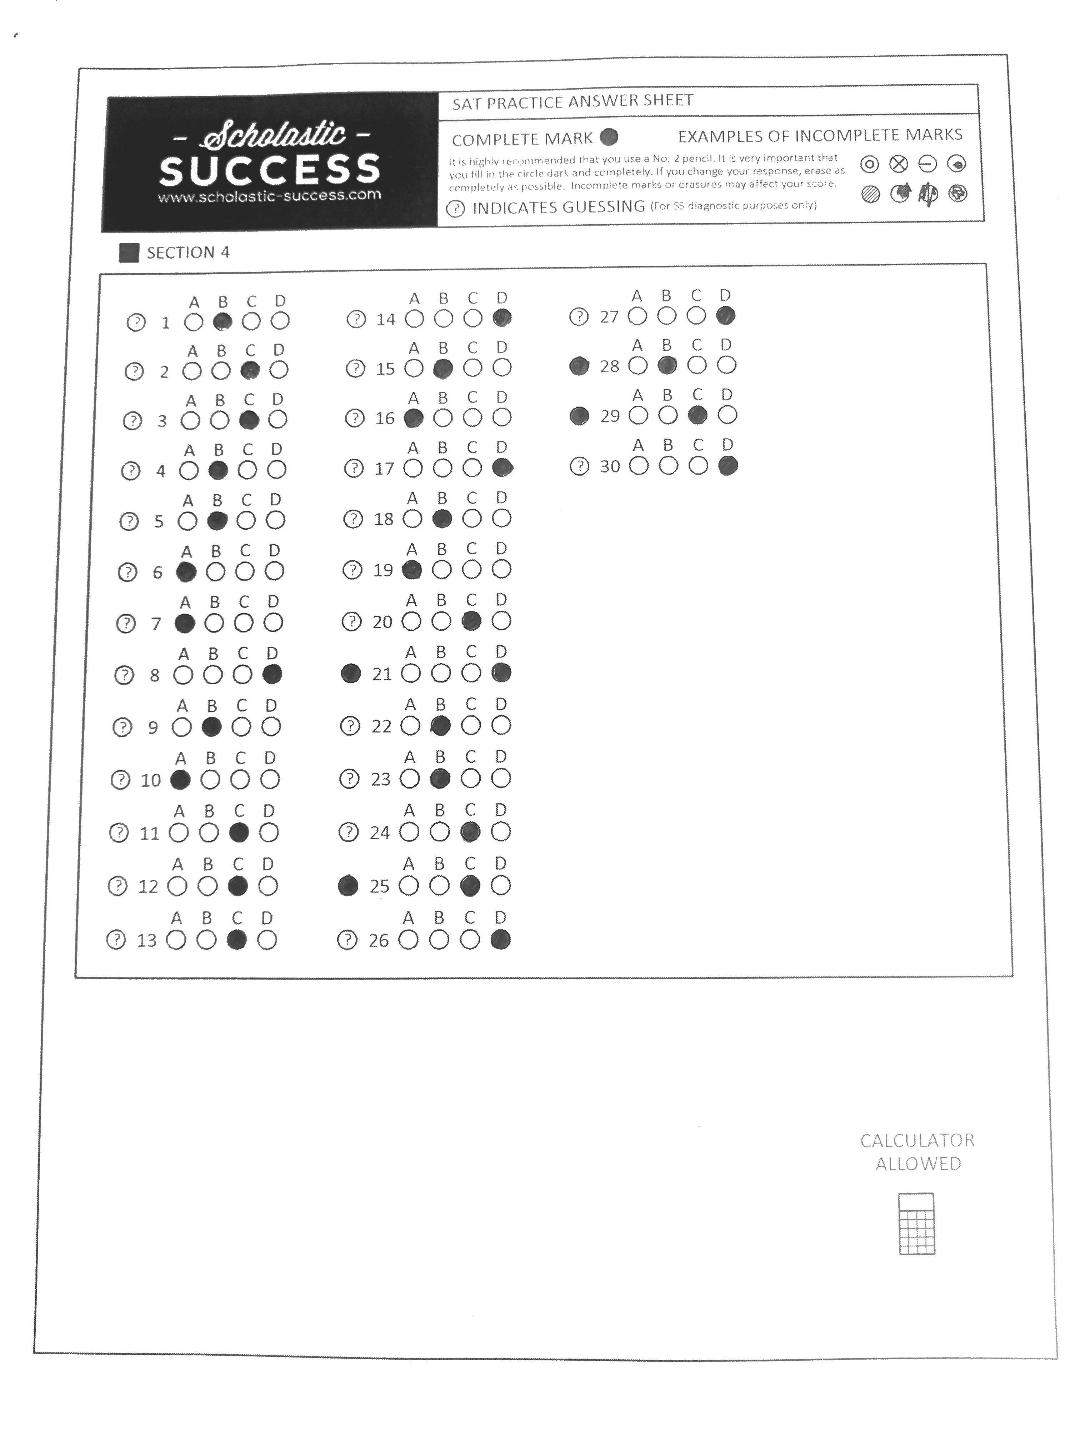 - Scholastic -
SUCCESS
www.scholastic-success.com
SAT PRACTICE ANSWER SHEET
COMPLETE MARK
EXAMPLES OF INCOMPLETE MARKS
It is highly recommended that you use a No. 2 pencil. It is very important that
you fill in the circle dark and completely. If you change your response, erase as
completely as possible. Incomplete marks or erasures may affect your score.
? INDICATES GUESSING (For SS diagnostic purposes only)
SECTION 4
A B C D
? 1
A B C D
? 2
A B C D
? 3
A B C D
? 4
A B C D
? 5
A B C D
? 6
A B C D
? 7
A B C D
? 8
A B C D
? 9
A B C D
? 10
A B C D
? 11
A B C D
? 12
A B C D
? 13
A B C D
? 14
A B C D
? 15
A B C D
? 16
A B C D
? 17
A B C D
? 18
A B C D
? 19
A B C D
? 20
A B C D
21
A B C D
? 22
A B C D
? 23
A B C D
? 24
A B C D
25
A B C D
? 26
A B C D
? 27
A B C D
28
A B C D
29
A B C D
? 30
CALCULATOR
ALLOWED